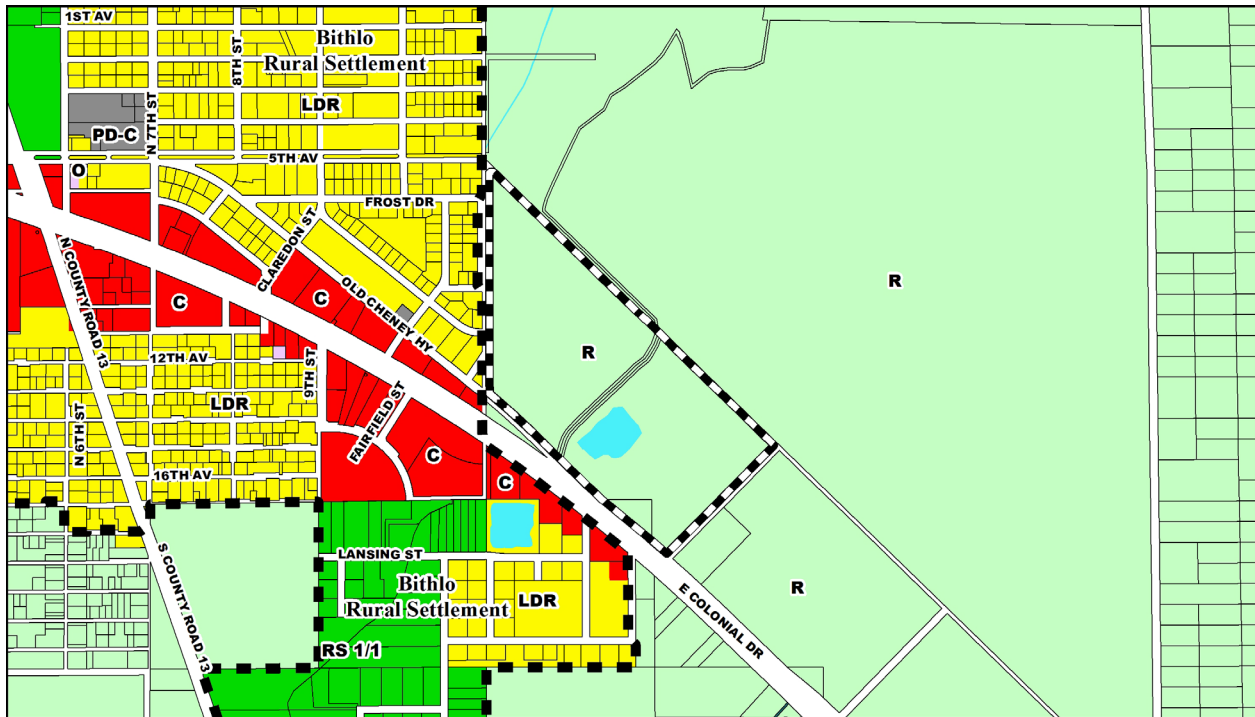 1ST AV
8TH ST
Bithlo
Rural Settlement
LDR
N 7TH ST
PD-C
5TH AV
O
FROST DR
CLAREDON ST
R
N COUNTY ROAD 13
C
C
OLD CHENEY HY
R
12TH AV
9TH ST
LDR
FAIRFIELD ST
N 6TH ST
C
16TH AV
C
S COUNTY ROAD 13
LANSING ST
Bithlo
Rural Settlement
LDR
E COLONIAL DR
R
RS 1/1